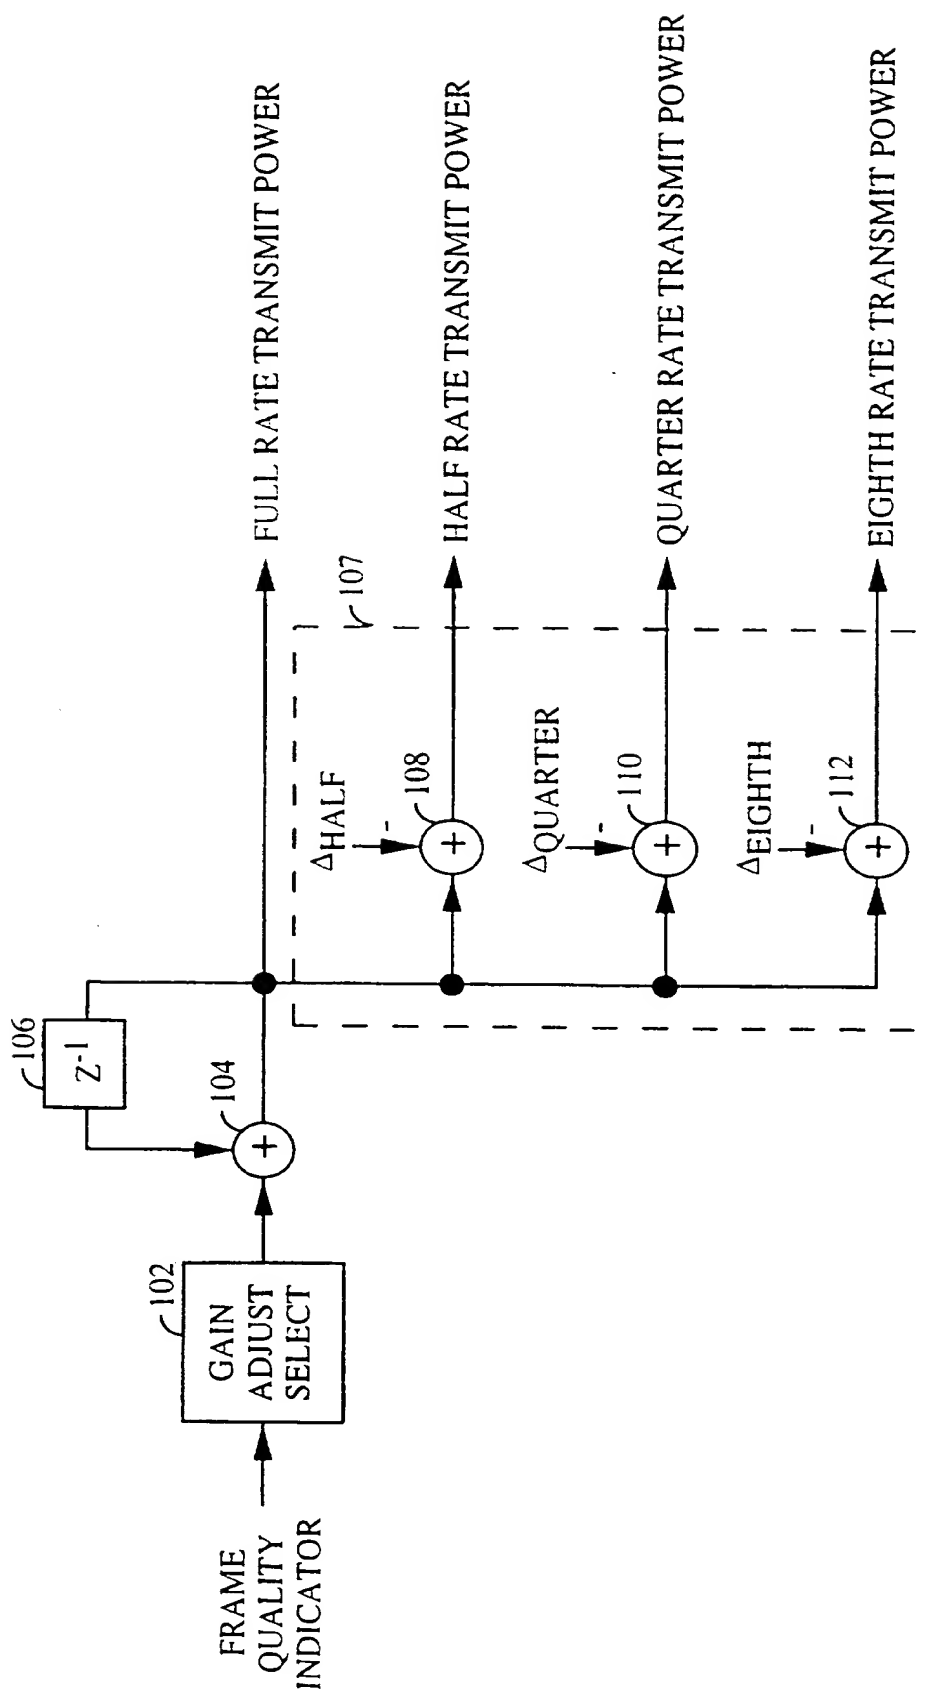 FRAME
QUALITY
INDICATOR
102
GAIN
ADJUST
SELECT
104
+
106
Z-1
FULL RATE TRANSMIT POWER
107
ΔHALF
-
108
+
HALF RATE TRANSMIT POWER
ΔQUARTER
-
110
+
QUARTER RATE TRANSMIT POWER
ΔEIGHTH
-
112
+
EIGHTH RATE TRANSMIT POWER